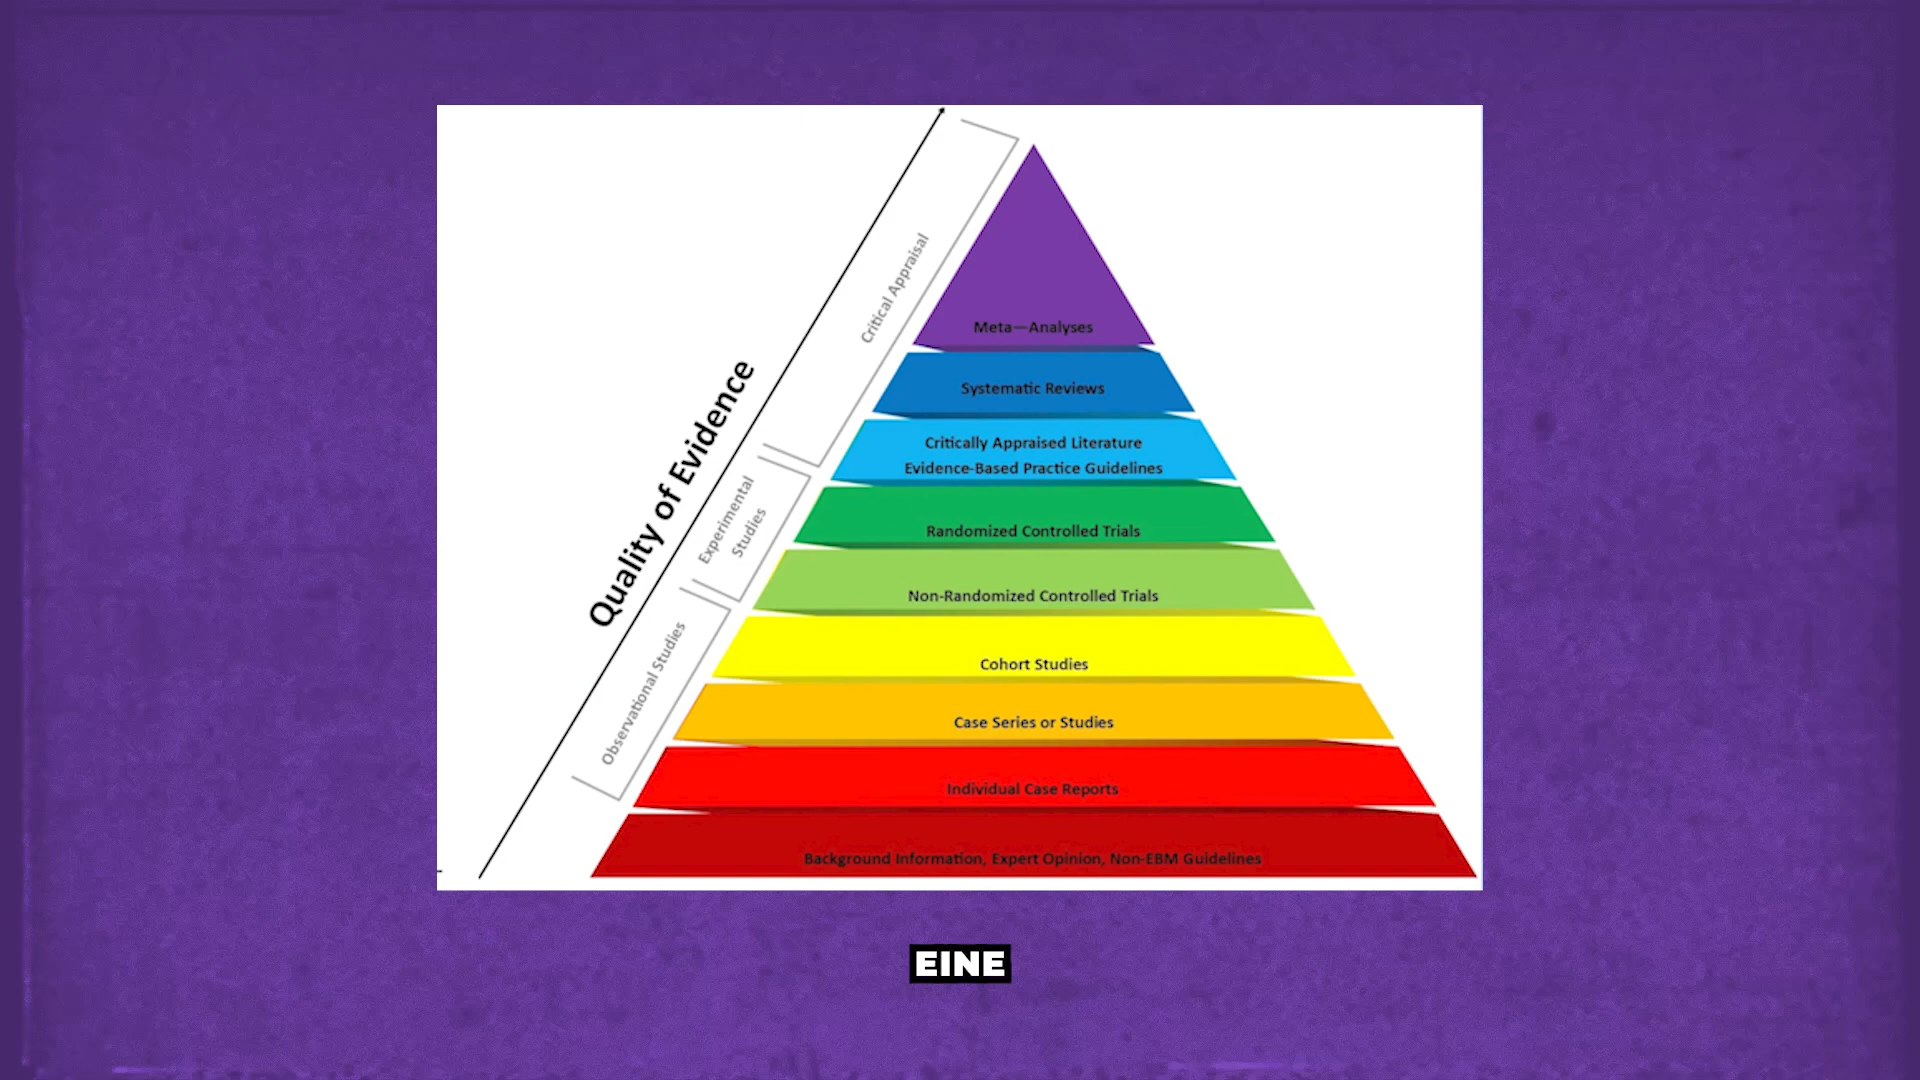 Quality of Evidence
Critical Appraisal
Experimental
Studies
Observational Studies
Meta—Analyses
Systematic Reviews
Critically Appraised Literature
Evidence-Based Practice Guidelines
Randomized Controlled Trials
Non-Randomized Controlled Trials
Cohort Studies
Case Series or Studies
Individual Case Reports
Background Information, Expert Opinion, Non-EBM Guidelines
EINE